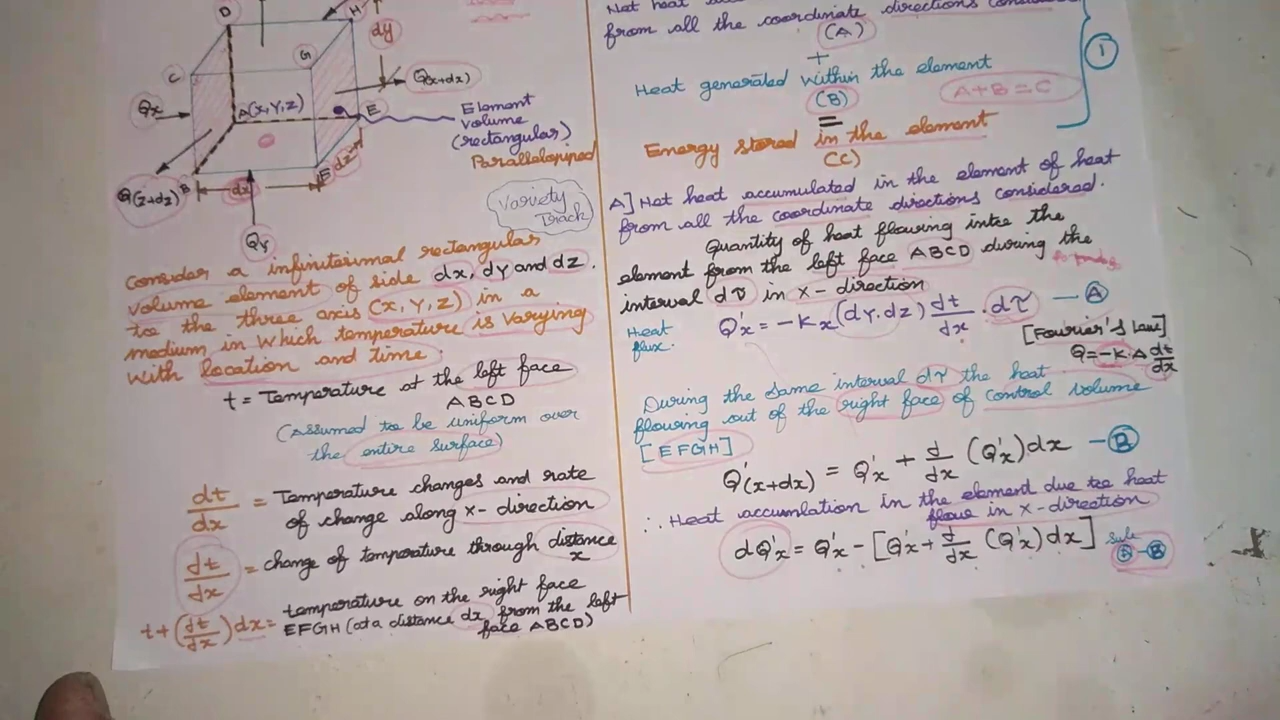 D
H
dy
C
G
Q(x+dx)
Qx
A(x,y,z)
E
Element
volume
(rectangular)
Parallelopped
dz
Q(z+dz)
B
dx
F
Qy
Variety
Track
Consider a infinitesimal rectangular
volume element of side dx, dy and dz.
to the three axis (x, y, z) in a
medium in which temperature is varying
with location and time.
t = Temperature at the left face
ABCD
(Assumed to be uniform over
the entire surface)
dt/dx = Temperature changes and rate
of change along x-direction
dt/dx = change of temperature through distance
x
t+(dt/dx)dx = temperature on the right face
EFGH (at a distance dx from the left
face ABCD)
Net heat
from all the coordinate directions
(A)
+
Heat generated within the element
(B)
A+B=C
=
1
Energy stored in the element
(C)
A] Net heat accumulated in the element of heat
from all the coordinate directions considered.
Quantity of heat flowing intee the
element from the left face ABCD during the
interval dτ in x-direction
Heat
flux.
Q'x = -Kx (dy.dz) dt/dx . dτ — A
[Fourier's Law]
Q=-K.A dt/dx
During the same interval dτ the heat
flowing out of the right face of control volume
[EFGH]
Q'(x+dx) = Q'x + d/dx (Q'x)dx — B
∴ Heat accumlation in the element due to heat
flow in x-direction
dQ'x = Q'x - [Q'x + d/dx (Q'x) dx]
A-B